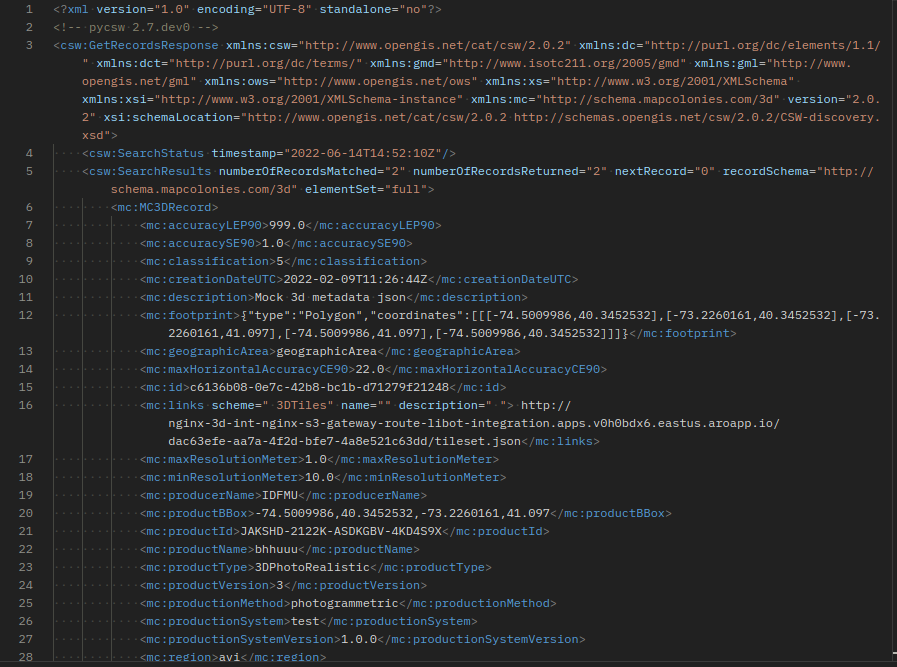 1 <?xml version="1.0" encoding="UTF-8" standalone="no"?>
2 <!-- pycsw 2.7.dev0 -->
3 <csw:GetRecordsResponse xmlns:csw="http://www.opengis.net/cat/csw/2.0.2" xmlns:dc="http://purl.org/dc/elements/1.1/
" xmlns:dct="http://purl.org/dc/terms/" xmlns:gmd="http://www.isotc211.org/2005/gmd" xmlns:gml="http://www.
opengis.net/gml" xmlns:ows="http://www.opengis.net/ows" xmlns:xs="http://www.w3.org/2001/XMLSchema"
xmlns:xsi="http://www.w3.org/2001/XMLSchema-instance" xmlns:mc="http://schema.mapcolonies.com/3d" version="2.0.
2" xsi:schemaLocation="http://www.opengis.net/cat/csw/2.0.2 http://schemas.opengis.net/csw/2.0.2/CSW-discovery.
xsd">
4 <csw:SearchStatus timestamp="2022-06-14T14:52:10Z"/>
5 <csw:SearchResults numberOfRecordsMatched="2" numberOfRecordsReturned="2" nextRecord="0" recordSchema="http://
schema.mapcolonies.com/3d" elementSet="full">
6 <mc:MC3DRecord>
7 <mc:accuracyLEP90>999.0</mc:accuracyLEP90>
8 <mc:accuracySE90>1.0</mc:accuracySE90>
9 <mc:classification>5</mc:classification>
10 <mc:creationDateUTC>2022-02-09T11:26:44Z</mc:creationDateUTC>
11 <mc:description>Mock 3d metadata json</mc:description>
12 <mc:footprint>{"type":"Polygon","coordinates":[[[-74.5009986,40.3452532],[-73.2260161,40.3452532],[-73.
2260161,41.097],[-74.5009986,41.097],[-74.5009986,40.3452532]]]}</mc:footprint>
13 <mc:geographicArea>geographicArea</mc:geographicArea>
14 <mc:maxHorizontalAccuracyCE90>22.0</mc:maxHorizontalAccuracyCE90>
15 <mc:id>c6136b08-0e7c-42b8-bc1b-d71279f21248</mc:id>
16 <mc:links scheme=" 3DTiles" name="" description=" "> http://
nginx-3d-int-nginx-s3-gateway-route-libot-integration.apps.v0h0bdx6.eastus.aroapp.io/
dac63efe-aa7a-4f2d-bfe7-4a8e521c63dd/tileset.json</mc:links>
17 <mc:maxResolutionMeter>1.0</mc:maxResolutionMeter>
18 <mc:minResolutionMeter>10.0</mc:minResolutionMeter>
19 <mc:producerName>IDFMU</mc:producerName>
20 <mc:productBBox>-74.5009986,40.3452532,-73.2260161,41.097</mc:productBBox>
21 <mc:productId>JAKSHD-2122K-ASDKGBV-4KD4S9X</mc:productId>
22 <mc:productName>bhhuuu</mc:productName>
23 <mc:productType>3DPhotoRealistic</mc:productType>
24 <mc:productVersion>3</mc:productVersion>
25 <mc:productionMethod>photogrammetric</mc:productionMethod>
26 <mc:productionSystem>test</mc:productionSystem>
27 <mc:productionSystemVersion>1.0.0</mc:productionSystemVersion>
28 <mc:region>avi</mc:region>